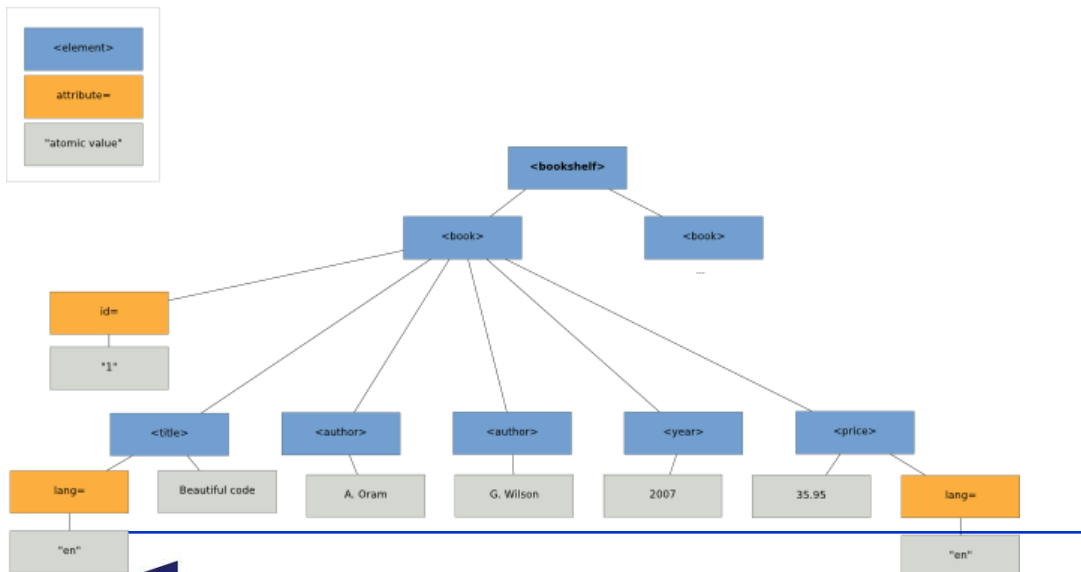 <element>
attribute=
"atomic value"
<bookshelf>
<book>
<book>
...
id=
"1"
<title>
<author>
<author>
<year>
<price>
lang=
Beautiful code
A. Oram
G. Wilson
2007
35.95
lang=
"en"
"en"